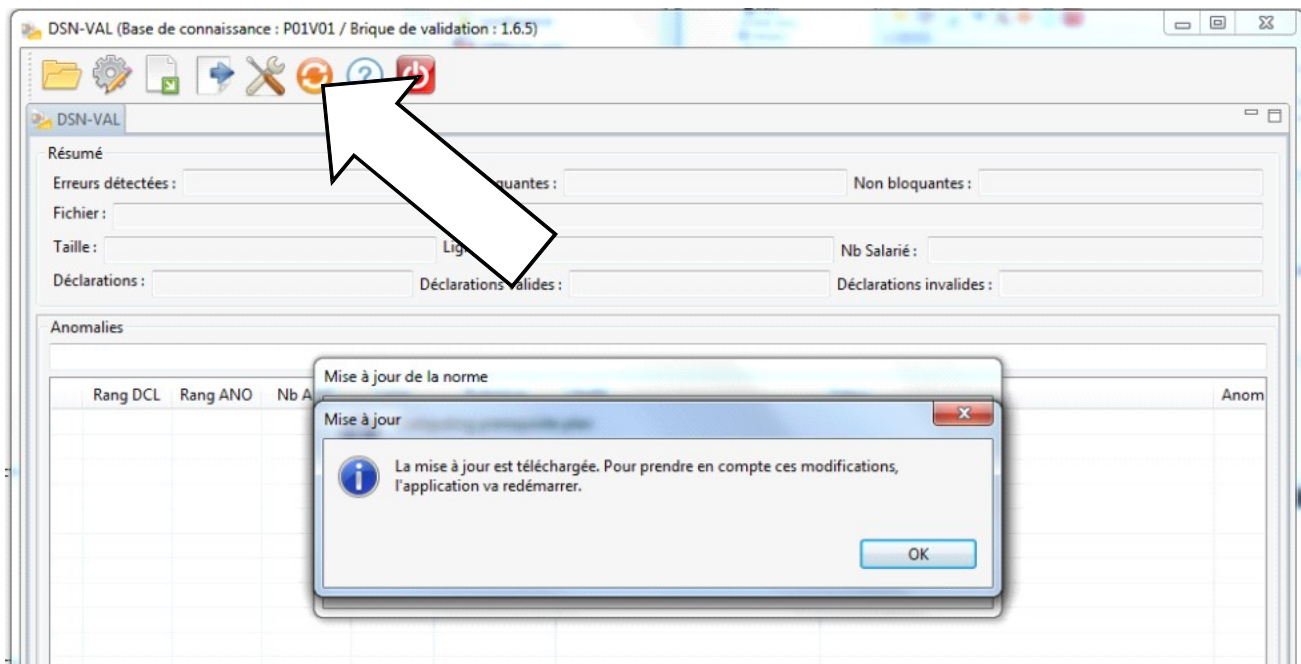 DSN-VAL (Base de connaissance : P01V01 / Brique de validation : 1.6.5)
DSN-VAL
Résumé
Erreurs détectées : quantes : Non bloquantes :
Fichier :
Taille : Lig Nb Salarié :
Déclarations : Déclarations valides : Déclarations invalides :
Anomalies
Rang DCL Rang ANO Nb A Anom
Mise à jour de la norme
Mise à jour
La mise à jour est téléchargée. Pour prendre en compte ces modifications,
l'application va redémarrer.
OK